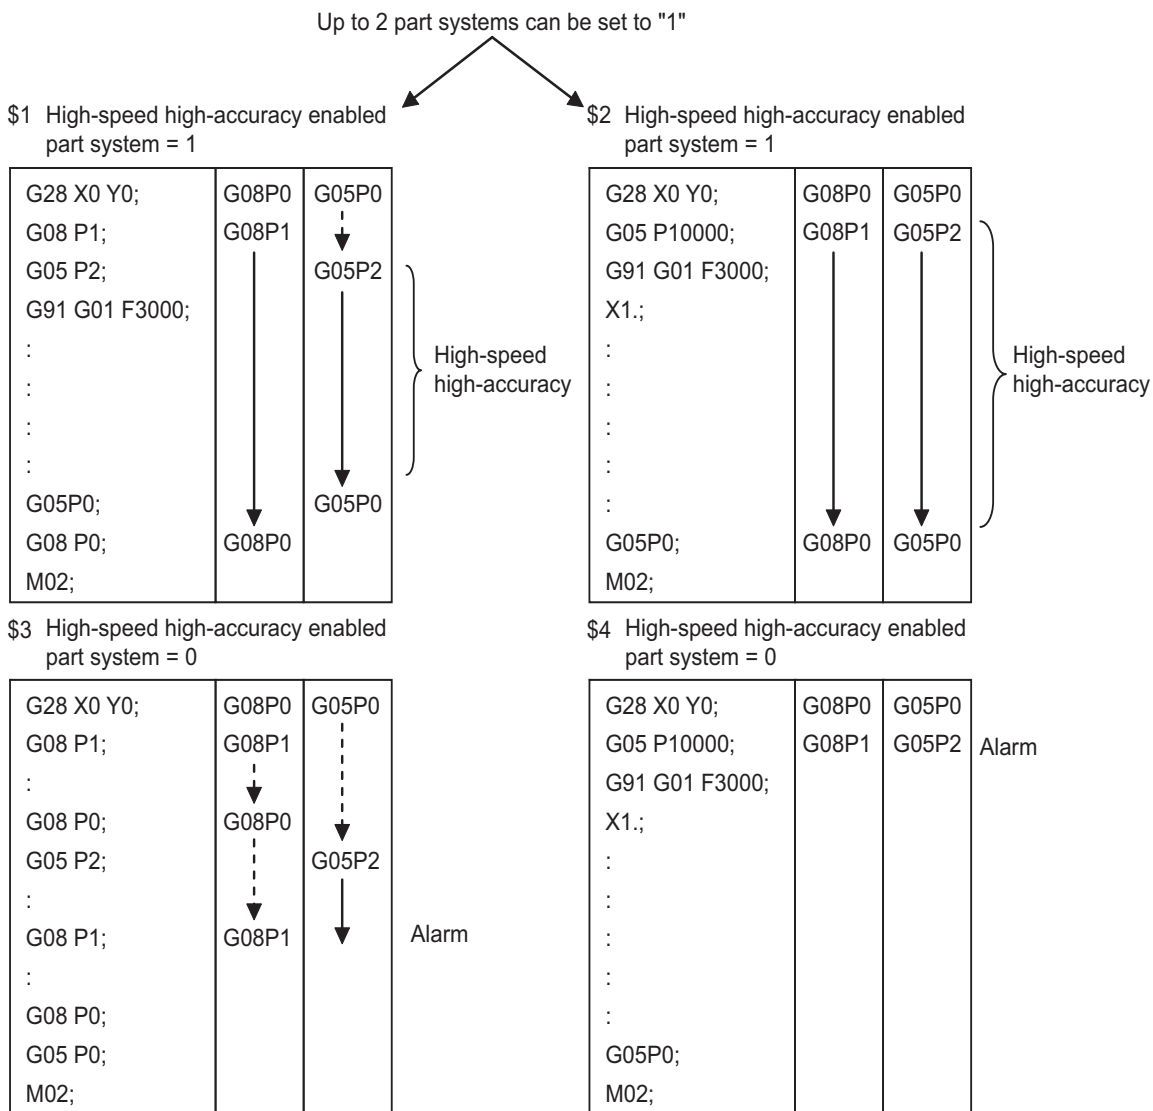 Up to 2 part systems can be set to "1"
$1 High-speed high-accuracy enabled
part system = 1
G28 X0 Y0; G08P0 G05P0
G08 P1; G08P1
G05 P2; G05P2
G91 G01 F3000;
:
High-speed
:
high-accuracy
:
:
G05P0; G05P0
G08 P0; G08P0
M02;
$2 High-speed high-accuracy enabled
part system = 1
G28 X0 Y0; G08P0 G05P0
G05 P10000; G08P1 G05P2
G91 G01 F3000;
X1.;
:
High-speed
:
high-accuracy
:
:
:
G05P0; G08P0 G05P0
M02;
$3 High-speed high-accuracy enabled
part system = 0
G28 X0 Y0; G08P0 G05P0
G08 P1; G08P1
:
G08 P0; G08P0
G05 P2; G05P2
:
G08 P1; G08P1 Alarm
:
G08 P0;
G05 P0;
M02;
$4 High-speed high-accuracy enabled
part system = 0
G28 X0 Y0; G08P0 G05P0
G05 P10000; G08P1 G05P2 Alarm
G91 G01 F3000;
X1.;
:
:
:
:
:
G05P0;
M02;